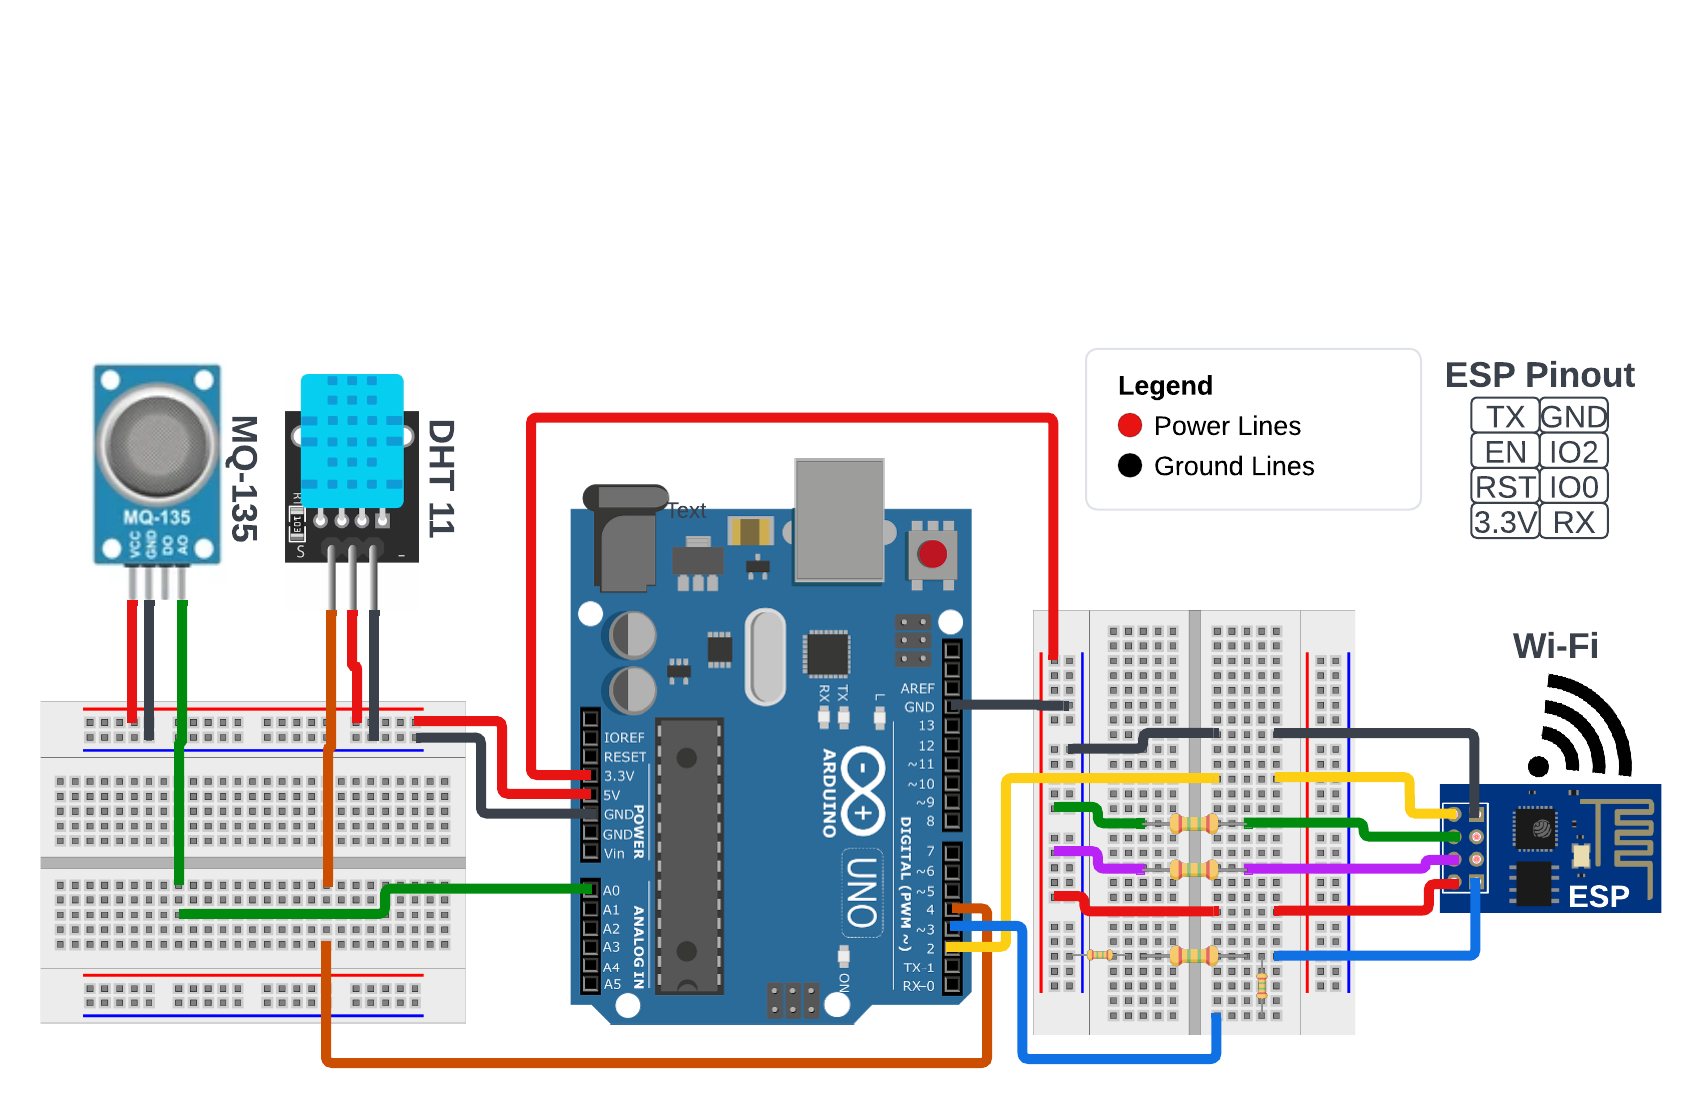 Legend
Power Lines
Ground Lines
ESP Pinout
TX GND
EN IO2
RST IO0
3.3V RX
MQ-135
MQ-135
VCC
GND
DO
AO
DHT 11
S
-
Text
Wi-Fi
ESP
RX
TX
L
AREF
GND
13
12
~11
~10
~9
8
7
~6
~5
4
~3
2
TX-1
RX-0
DIGITAL (PWM ~)
IOREF
RESET
3.3V
5V
GND
GND
Vin
POWER
A0
A1
A2
A3
A4
A5
ANALOG IN
ARDUINO
UNO
ON